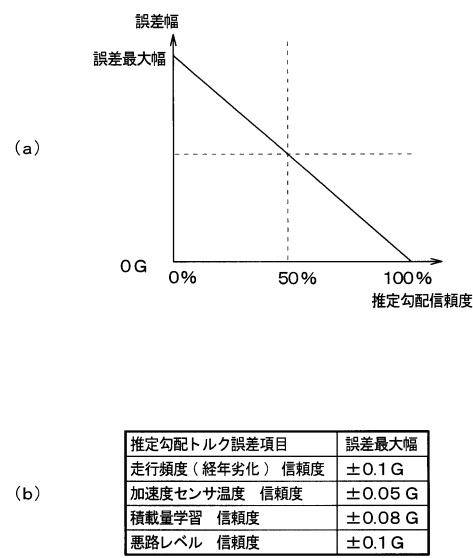 誤差幅
誤差最大幅
(a)
0G
0%
50%
100%
推定勾配信頼度
(b)
推定勾配トルク誤差項目 誤差最大幅
走行頻度(経年劣化) 信頼度 ±0.1G
加速度センサ温度 信頼度 ±0.05G
積載量学習 信頼度 ±0.08G
悪路レベル 信頼度 ±0.1G